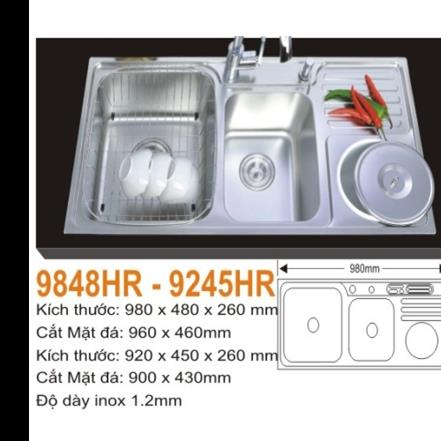 9848HR - 9245HR
980mm
Kích thước: 980 x 480 x 260 mm
Cắt Mặt đá: 960 x 460mm
Kích thước: 920 x 450 x 260 mm
Cắt Mặt đá: 900 x 430mm
Độ dày inox 1.2mm